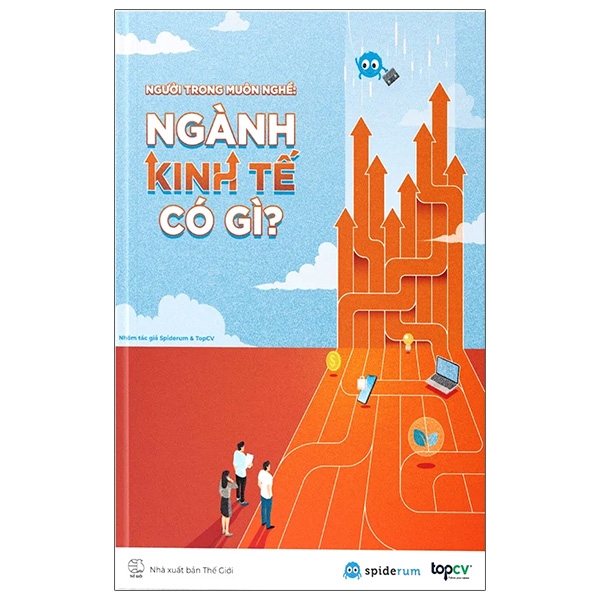 NGƯỜI TRONG MUÔN NGHỀ:
NGÀNH
KINH TẾ
CÓ GÌ?
Nhóm tác giả Spiderum & TopCV
Nhà xuất bản Thế Giới
spiderum
topCV